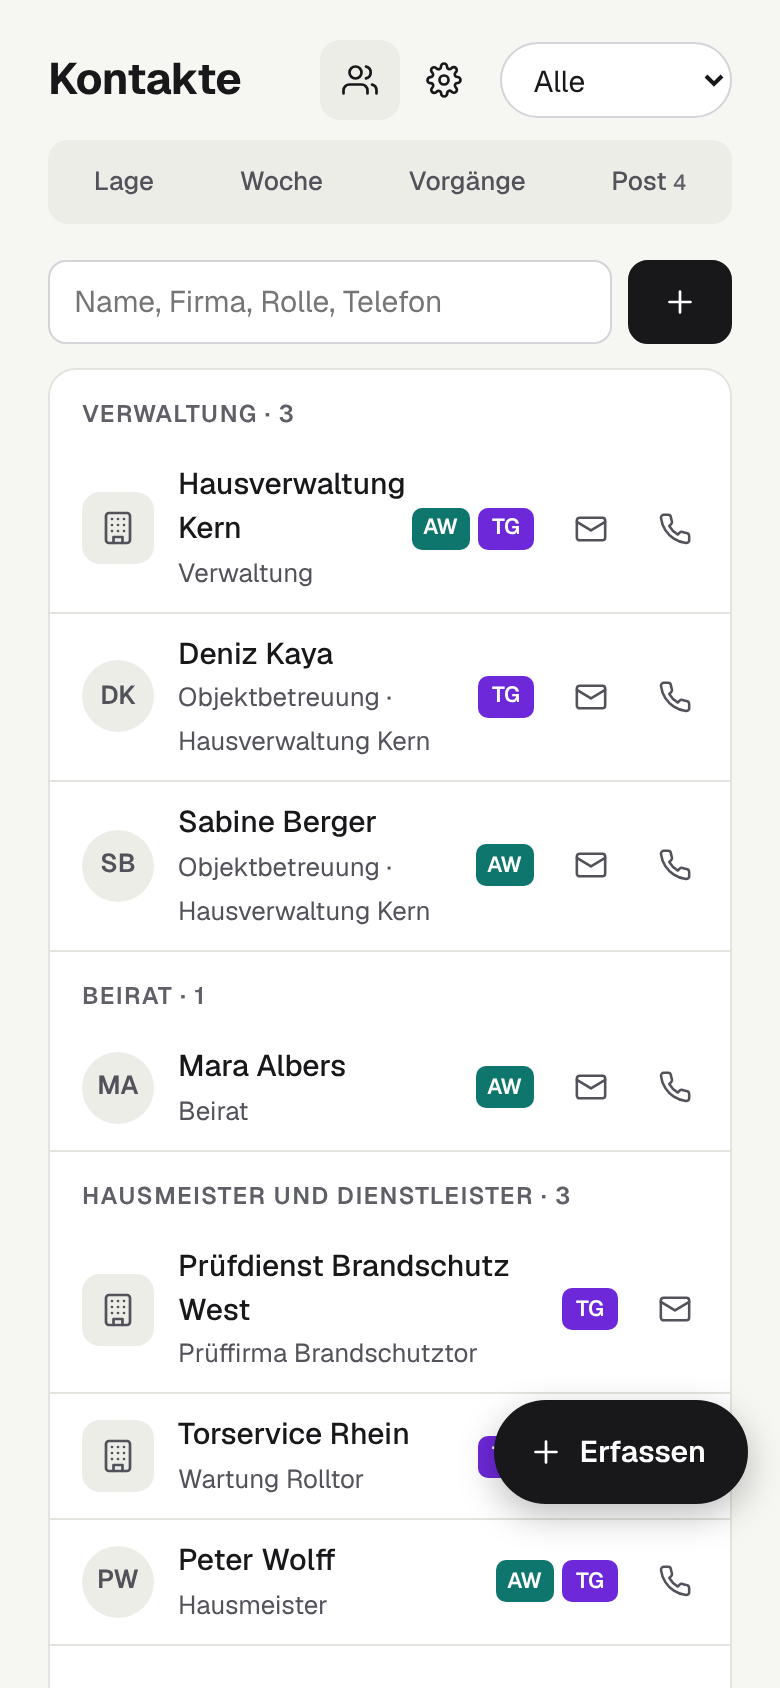 Kontakte
Alle
Lage Woche Vorgänge Post 4
Name, Firma, Rolle, Telefon
VERWALTUNG · 3
Hausverwaltung
Kern
AW TG
Verwaltung
Deniz Kaya
DK
TG
Objektbetreuung ·
Hausverwaltung Kern
Sabine Berger
SB
AW
Objektbetreuung ·
Hausverwaltung Kern
BEIRAT · 1
Mara Albers
MA
AW
Beirat
HAUSMEISTER UND DIENSTLEISTER · 3
Prüfdienst Brandschutz
West
TG
Prüffirma Brandschutztor
Torservice Rhein
Erfassen
Wartung Rolltor
Peter Wolff
PW
AW TG
Hausmeister